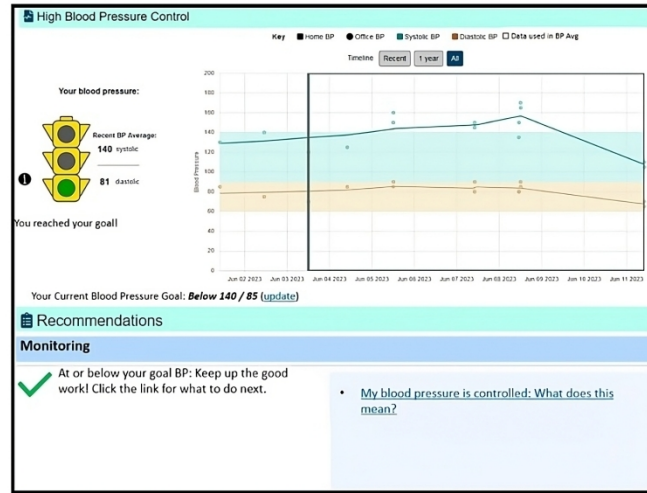 High Blood Pressure Control
Key Home BP Office BP Systolic BP Diastolic BP Data used in BP Avg
Timeline Recent 1 year All
Your blood pressure:
Recent BP Average:
140 systolic
81 diastolic
1
You reached your goal!
Blood Pressure
200
180
160
140
120
100
80
60
40
20
0
Jun 02 2023 Jun 03 2023 Jun 04 2023 Jun 05 2023 Jun 06 2023 Jun 07 2023 Jun 08 2023 Jun 09 2023 Jun 10 2023 Jun 11 2023
Your Current Blood Pressure Goal: Below 140 / 85 (update)
Recommendations
Monitoring
At or below your goal BP: Keep up the good
work! Click the link for what to do next.
• My blood pressure is controlled: What does this
mean?